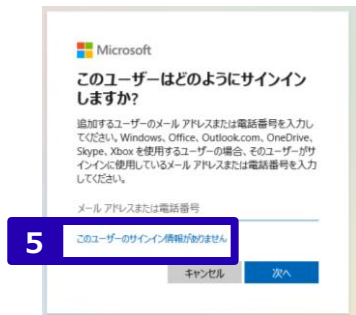 Microsoft
このユーザーはどのようにサインイン
しますか?
追加するユーザーのメール アドレスまたは電話番号を入力し
てください。Windows、Office、Outlook.com、OneDrive、
Skype、Xbox を使用するユーザーの場合、そのユーザーがサ
インインに使用しているメール アドレスまたは電話番号を入力
してください。
メール アドレスまたは電話番号
5 このユーザーのサインイン情報がありません
キャンセル 次へ